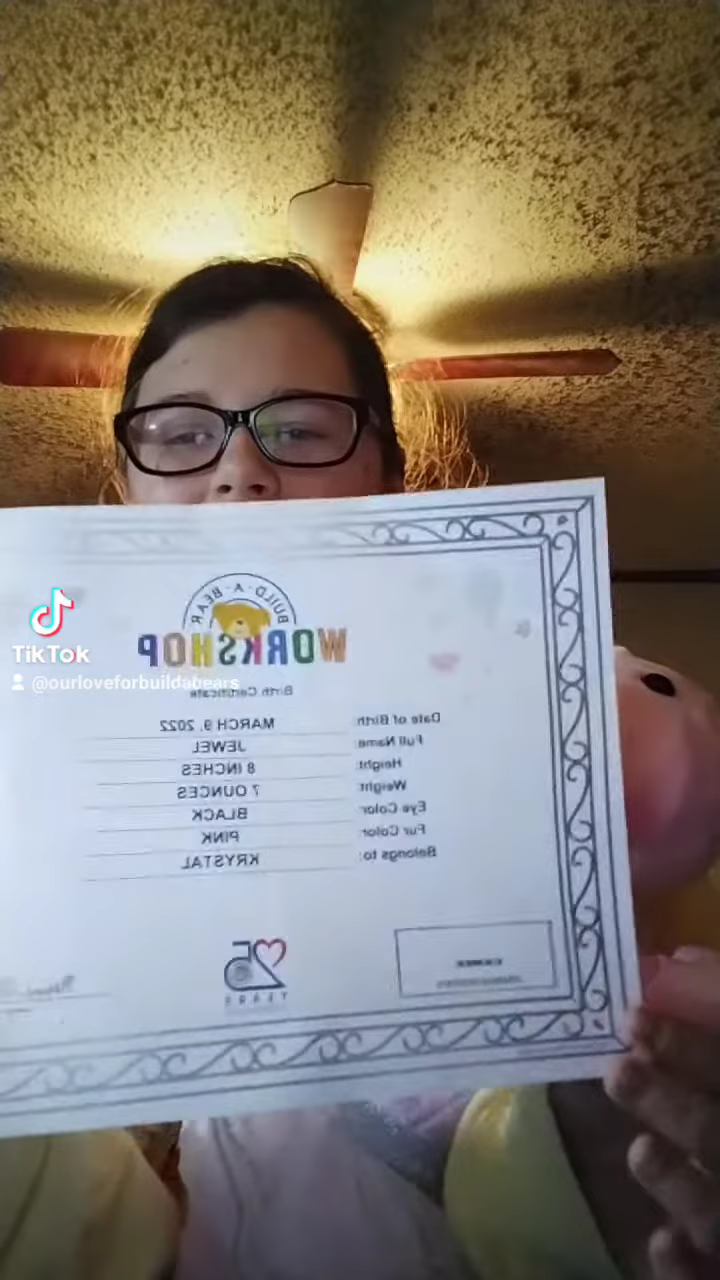 BUILD-A-BEAR
WORKSHOP
Birth Certificate
Date of Birth: MARCH 9, 2022
Full Name: JEWEL
Height: 8 INCHES
Weight: 7 OUNCES
Eye Color: BLACK
Fur Color: PINK
Belongs to: KRYSTAL
25
YEARS
TikTok
@ourloveforbuildabears